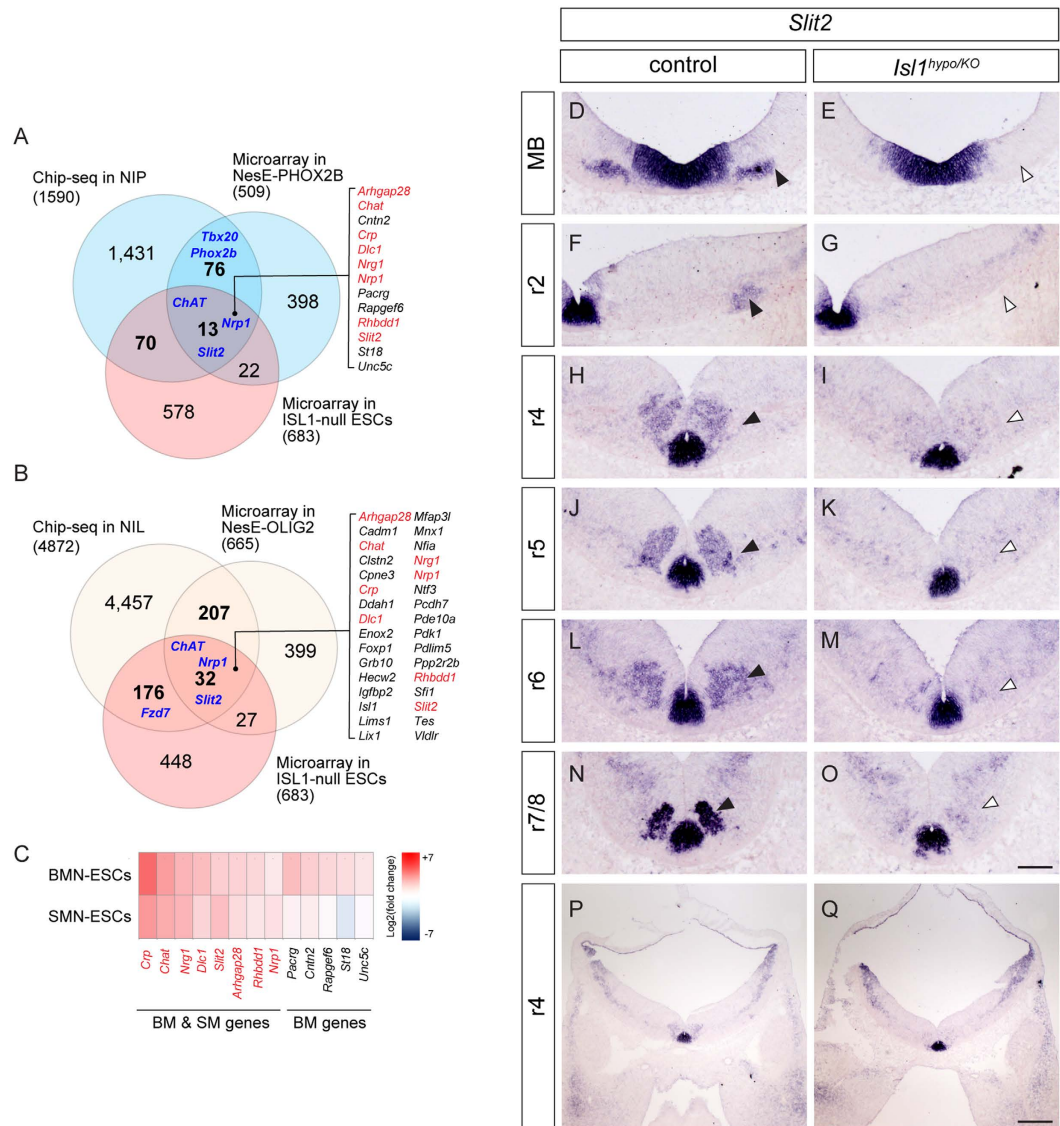 A
Chip-seq in NIP
(1590)
Microarray in
NesE-PHOX2B
(509)
1,431
Tbx20
Phox2b
76
398
ChAT
13
Nrp1
Slit2
70
22
578
Microarray in
ISL1-null ESCs
(683)
Arhgap28
Chat
Cntn2
Crp
Dlc1
Nrg1
Nrp1
Pacrg
Rapgef6
Rhbdd1
Slit2
St18
Unc5c
B
Chip-seq in NIL
(4872)
Microarray in
NesE-OLIG2
(665)
4,457
207
399
ChAT
Nrp1
32
Slit2
176
Fzd7
27
448
Microarray in
ISL1-null ESCs
(683)
Arhgap28 Mfap3l
Cadm1 Mnx1
Chat Nfia
Clstn2 Nrg1
Cpne3 Nrp1
Crp Ntf3
Ddah1 Pcdh7
Dlc1 Pde10a
Enox2 Pdk1
Foxp1 Pdlim5
Grb10 Ppp2r2b
Hecw2 Rhbdd1
Igfbp2 Sfi1
Isl1 Slit2
Lims1 Tes
Lix1 Vldlr
C
BMN-ESCs
SMN-ESCs
Log2(fold change)
+7
-7
Crp
Chat
Nrg1
Dlc1
Slit2
Arhgap28
Rhbdd1
Nrp1
Pacrg
Cntn2
Rapgef6
St18
Unc5c
BM & SM genes
BM genes
Slit2
control
Isl1hypo/KO
MB
D
E
r2
F
G
r4
H
I
r5
J
K
r6
L
M
r7/8
N
O
r4
P
Q